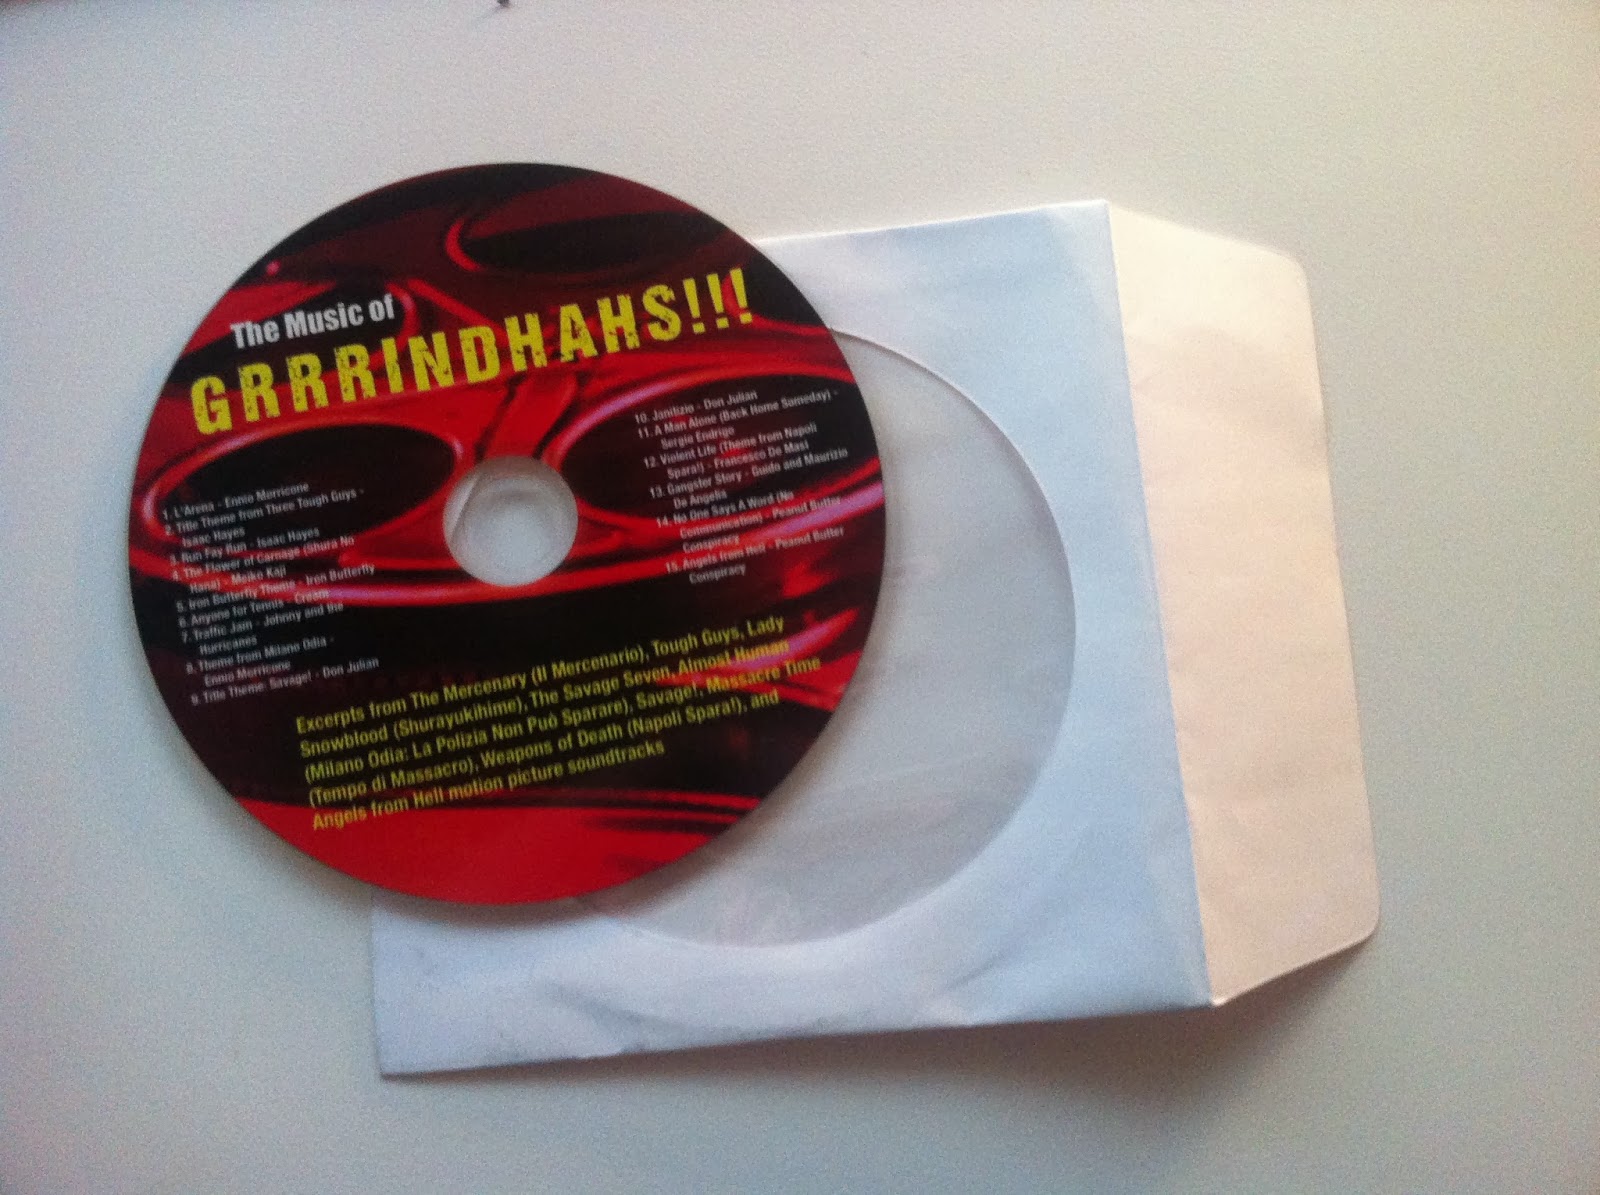 The Music of
GRRRINDHAHS!!!
1. L'Arena - Ennio Morricone
2. Title Theme from Three Tough Guys -
Isaac Hayes
3. Run Fay Run - Isaac Hayes
4. The Flower of Carnage (Shura No
Hana) - Meiko Kaji
5. Iron Butterfly Theme - Iron Butterfly
6. Anyone for Tennis - Cream
7. Traffic Jam - Johnny and the
Hurricanes
8. Theme from Milano Odia -
Ennio Morricone
9. Title Theme: Savage! - Don Julian
10. Janitizio - Don Julian
11. A Man Alone (Back Home Someday) -
Sergio Endrigo
12. Violent Life (Theme from Napoli
Spara!) - Francesco De Masi
13. Gangster Story - Guido and Maurizio
De Angelis
14. No One Says A Word (No
Communication) - Peanut Butter
Conspiracy
15. Angels from Hell - Peanut Butter
Conspiracy
Excerpts from The Mercenary (Il Mercenario), Tough Guys, Lady
Snowblood (Shurayukihime), The Savage Seven, Almost Human
(Milano Odia: La Polizia Non Può Sparare), Savage!, Massacre Time
(Tempo di Massacro), Weapons of Death (Napoli Spara!), and
Angels from Hell motion picture soundtracks